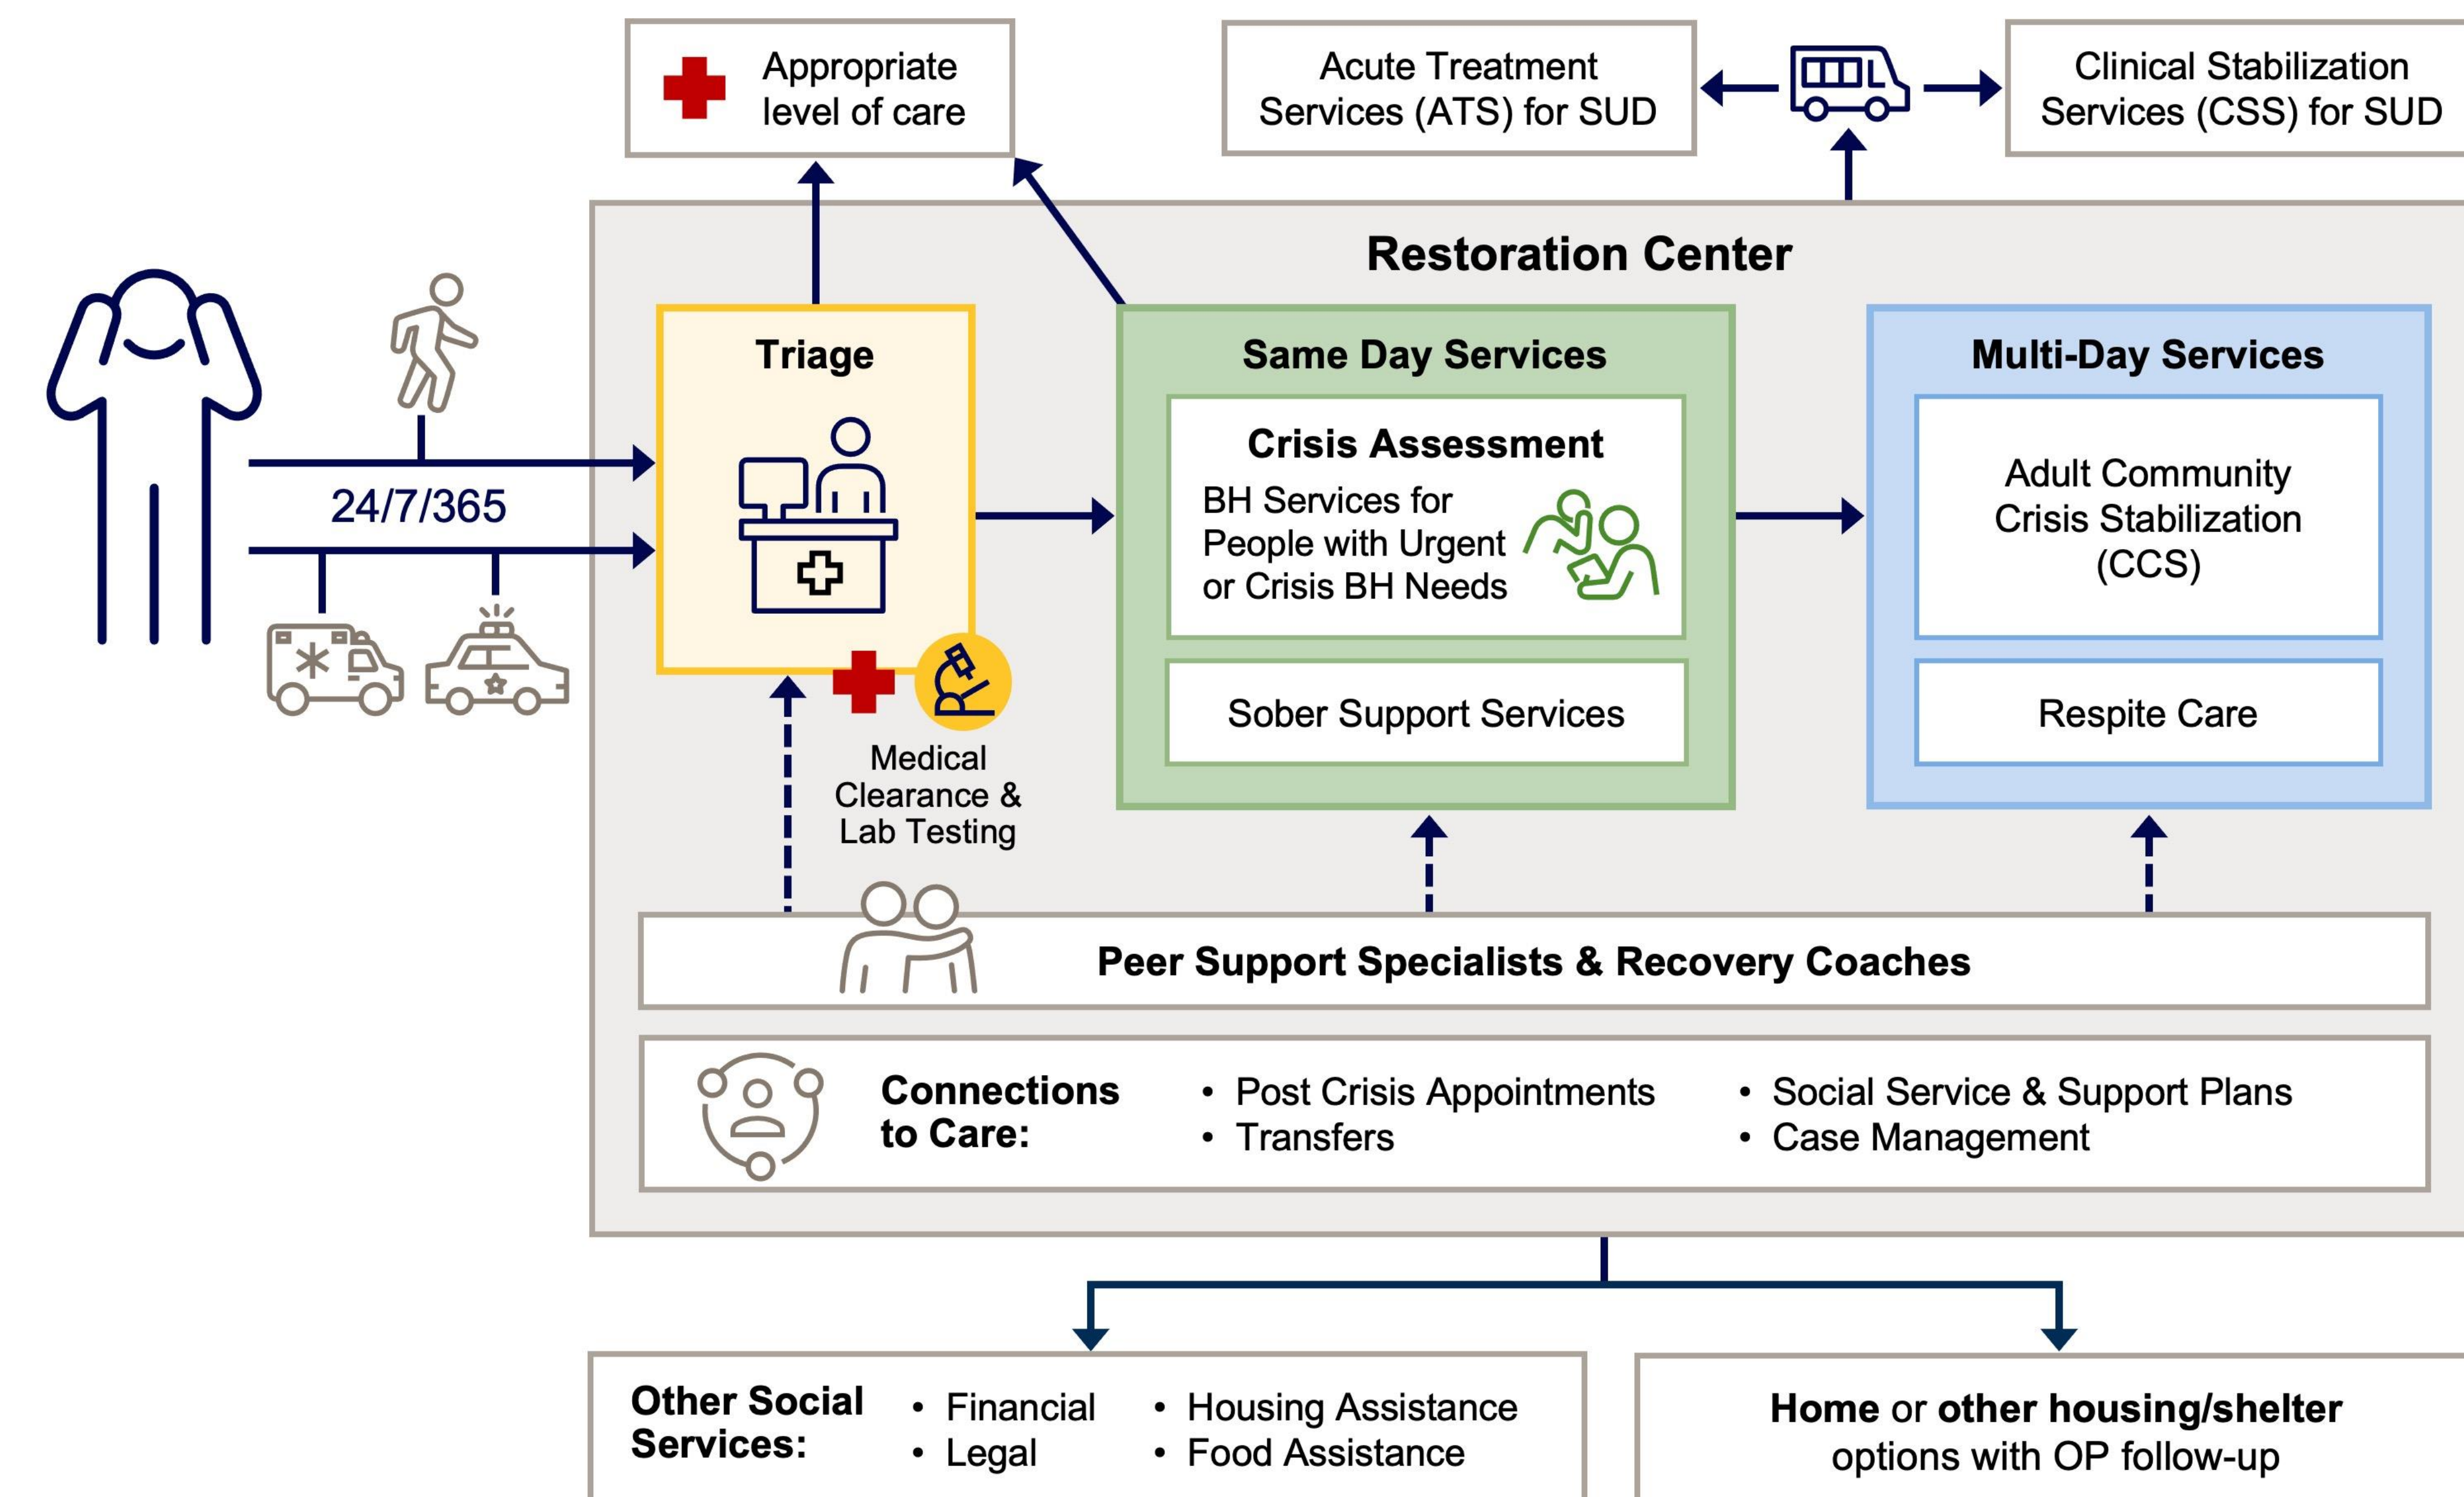 Appropriate
level of care
Acute Treatment
Services (ATS) for SUD
Clinical Stabilization
Services (CSS) for SUD
Restoration Center
24/7/365
Triage
Medical
Clearance &
Lab Testing
Same Day Services
Crisis Assessment
BH Services for
People with Urgent
or Crisis BH Needs
Sober Support Services
Multi-Day Services
Adult Community
Crisis Stabilization
(CCS)
Respite Care
Peer Support Specialists & Recovery Coaches
Connections
to Care:
• Post Crisis Appointments
• Transfers
• Social Service & Support Plans
• Case Management
Other Social
Services:
• Financial
• Legal
• Housing Assistance
• Food Assistance
Home or other housing/shelter
options with OP follow-up